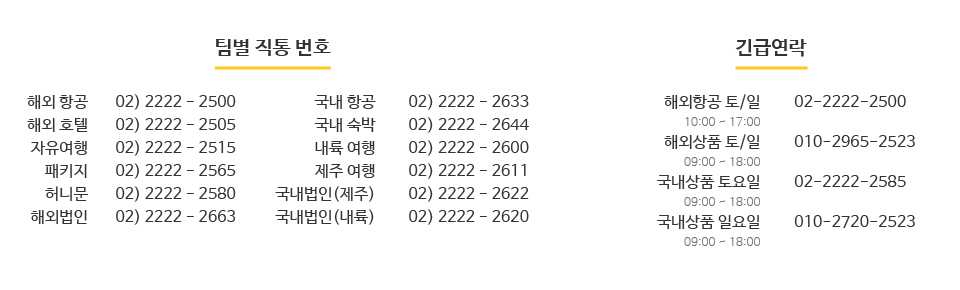 팀별 직통 번호
해외 항공 02) 2222 - 2500 국내 항공 02) 2222 - 2633
해외 호텔 02) 2222 - 2505 국내 숙박 02) 2222 - 2644
자유여행 02) 2222 - 2515 내륙 여행 02) 2222 - 2600
패키지 02) 2222 - 2565 제주 여행 02) 2222 - 2611
허니문 02) 2222 - 2580 국내법인(제주) 02) 2222 - 2622
해외법인 02) 2222 - 2663 국내법인(내륙) 02) 2222 - 2620
긴급연락
해외항공 토/일 02-2222-2500
10:00 ~ 17:00
해외상품 토/일 010-2965-2523
09:00 ~ 18:00
국내상품 토요일 02-2222-2585
09:00 ~ 18:00
국내상품 일요일 010-2720-2523
09:00 ~ 18:00